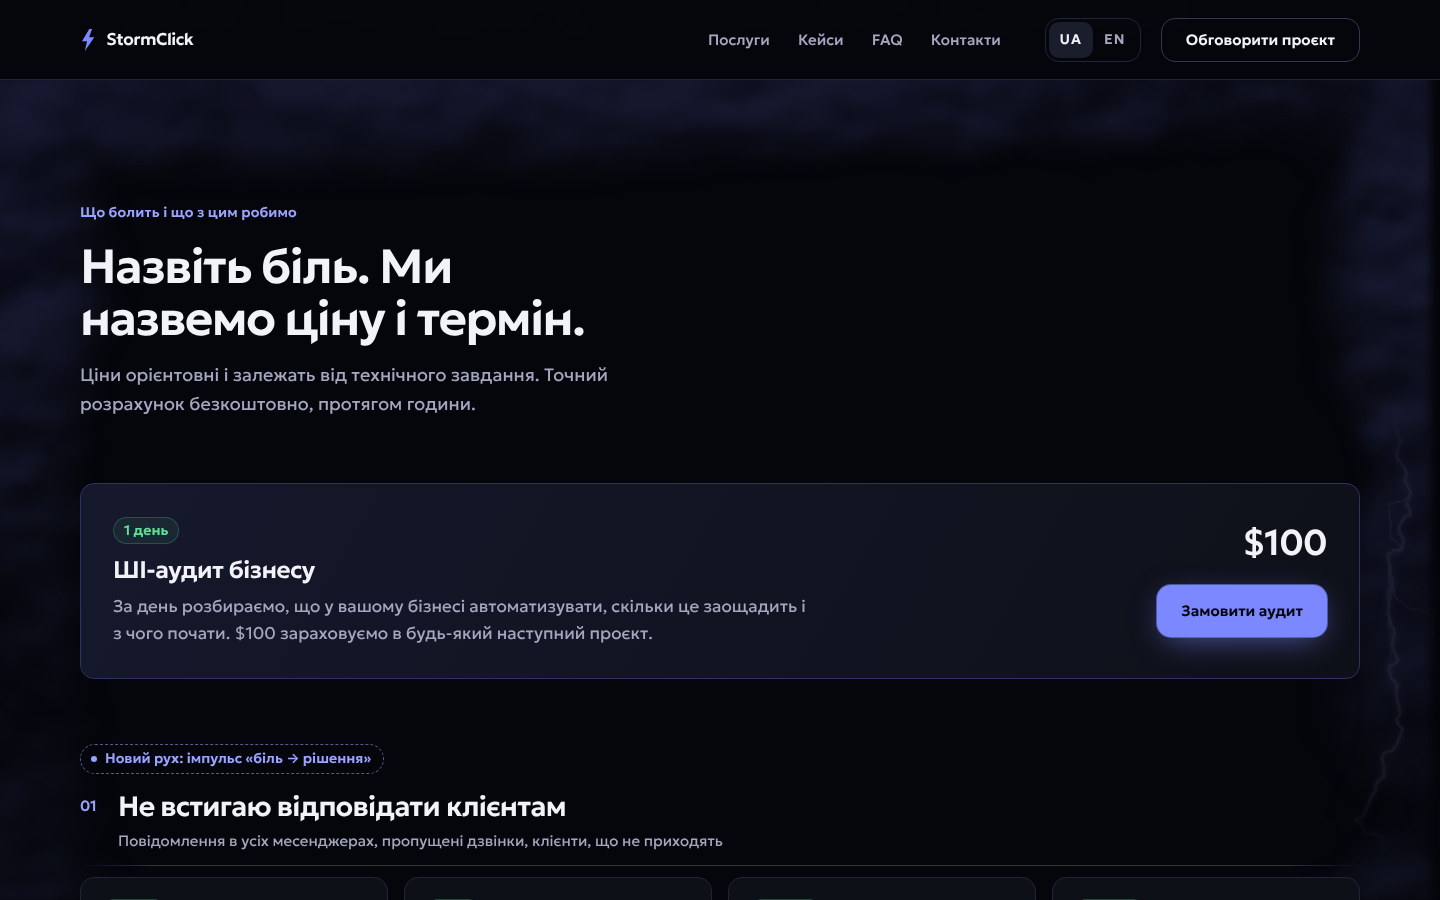 StormClick
Послуги
Кейси
FAQ
Контакти
UA
EN
Обговорити проєкт
Що болить і що з цим робимо
Назвіть біль. Ми
назвемо ціну і термін.
Ціни орієнтовні і залежать від технічного завдання. Точний
розрахунок безкоштовно, протягом години.
1 день
ШІ-аудит бізнесу
За день розбираємо, що у вашому бізнесі автоматизувати, скільки це заощадить і
з чого почати. $100 зараховуємо в будь-який наступний проєкт.
$100
Замовити аудит
Новий рух: імпульс «біль → рішення»
01
Не встигаю відповідати клієнтам
Повідомлення в усіх месенджерах, пропущені дзвінки, клієнти, що не приходять